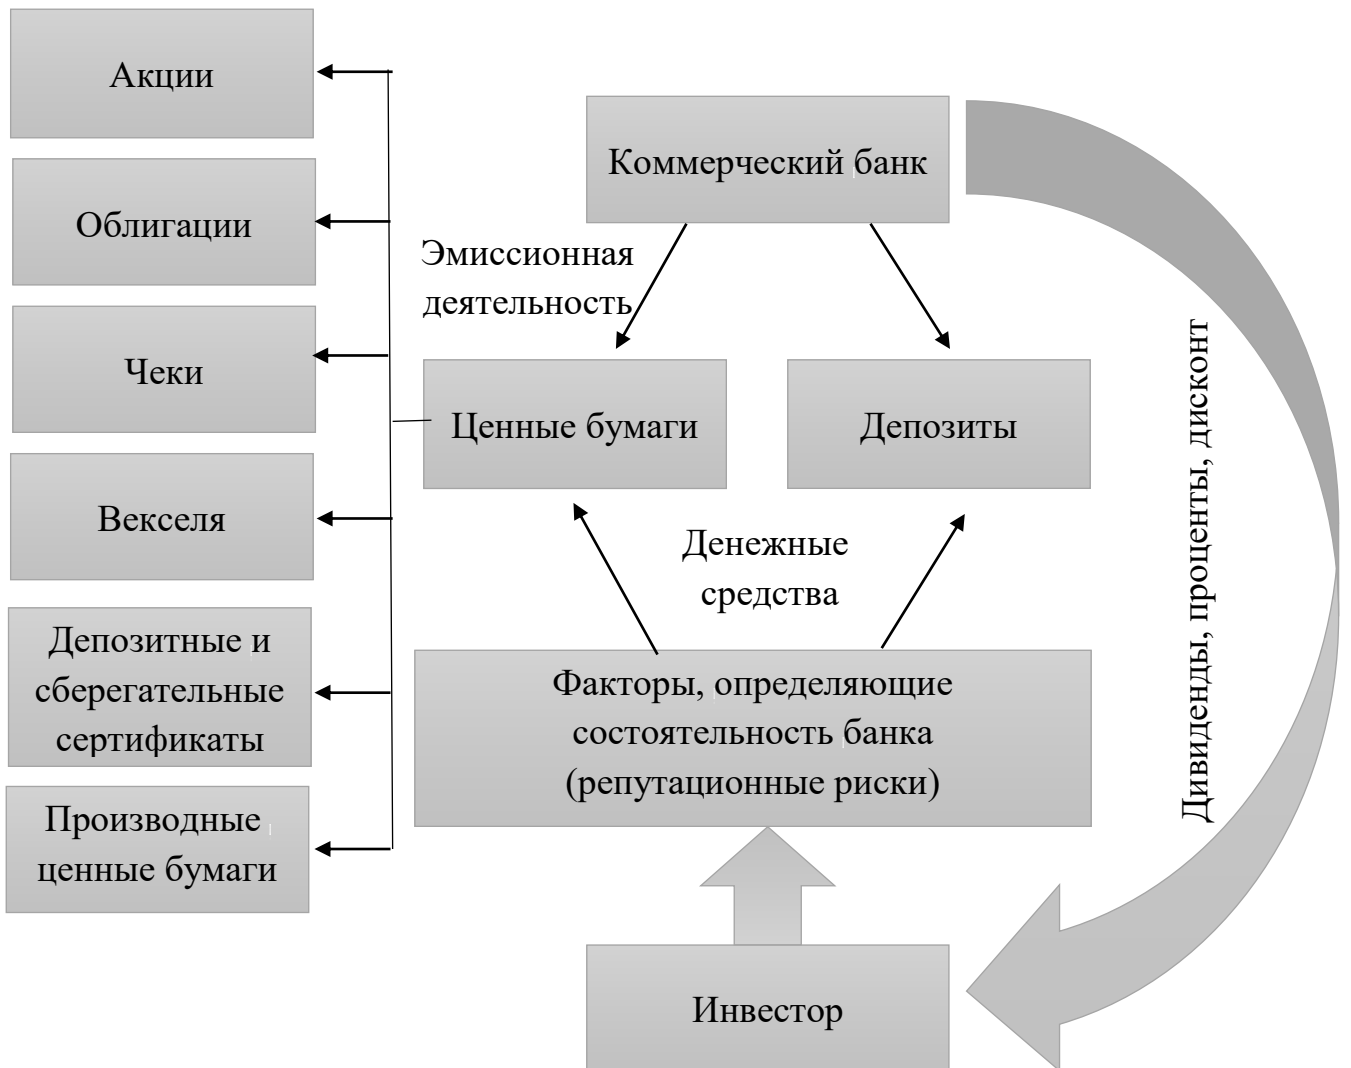 Акции
Облигации
Чеки
Векселя
Депозитные и
сберегательные
сертификаты
Производные
ценные бумаги
Коммерческий банк
Эмиссионная
деятельность
Ценные бумаги
Депозиты
Денежные
средства
Факторы, определяющие
состоятельность банка
(репутационные риски)
Инвестор
Дивиденды, проценты, дисконт